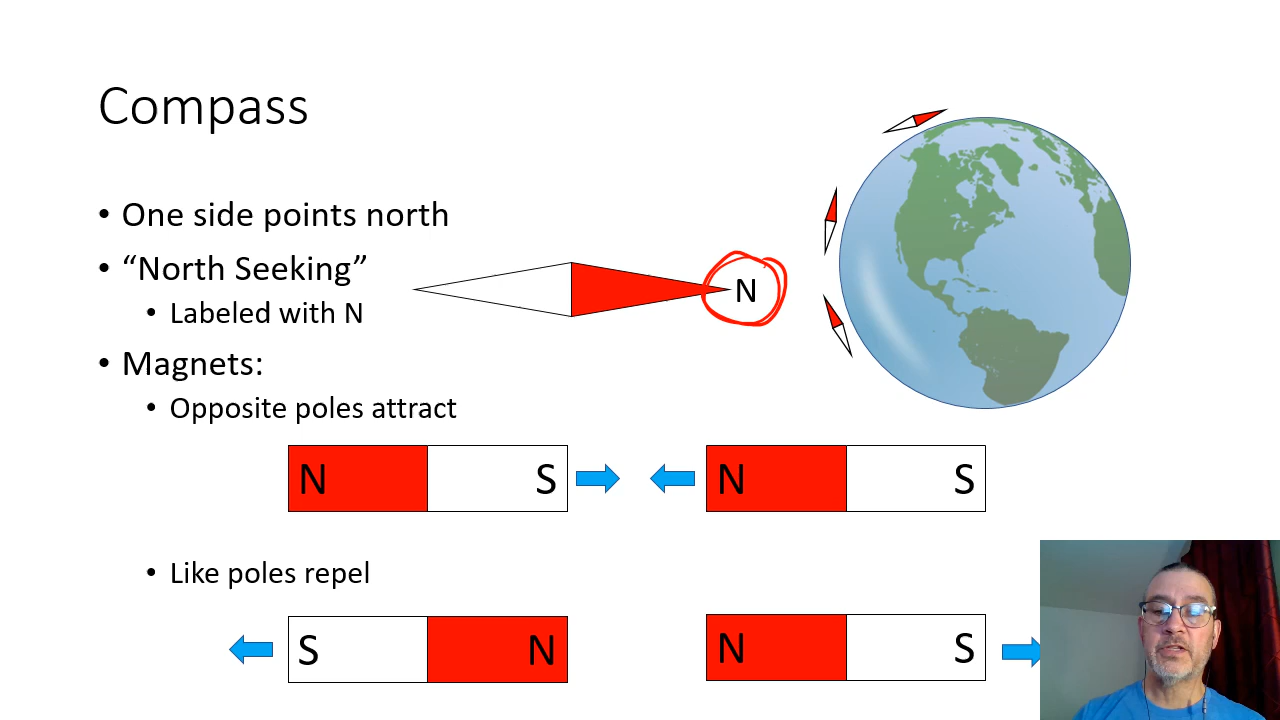 Compass
• One side points north
• “North Seeking”
• Labeled with N
N
• Magnets:
• Opposite poles attract
N S N S
• Like poles repel
S N N S